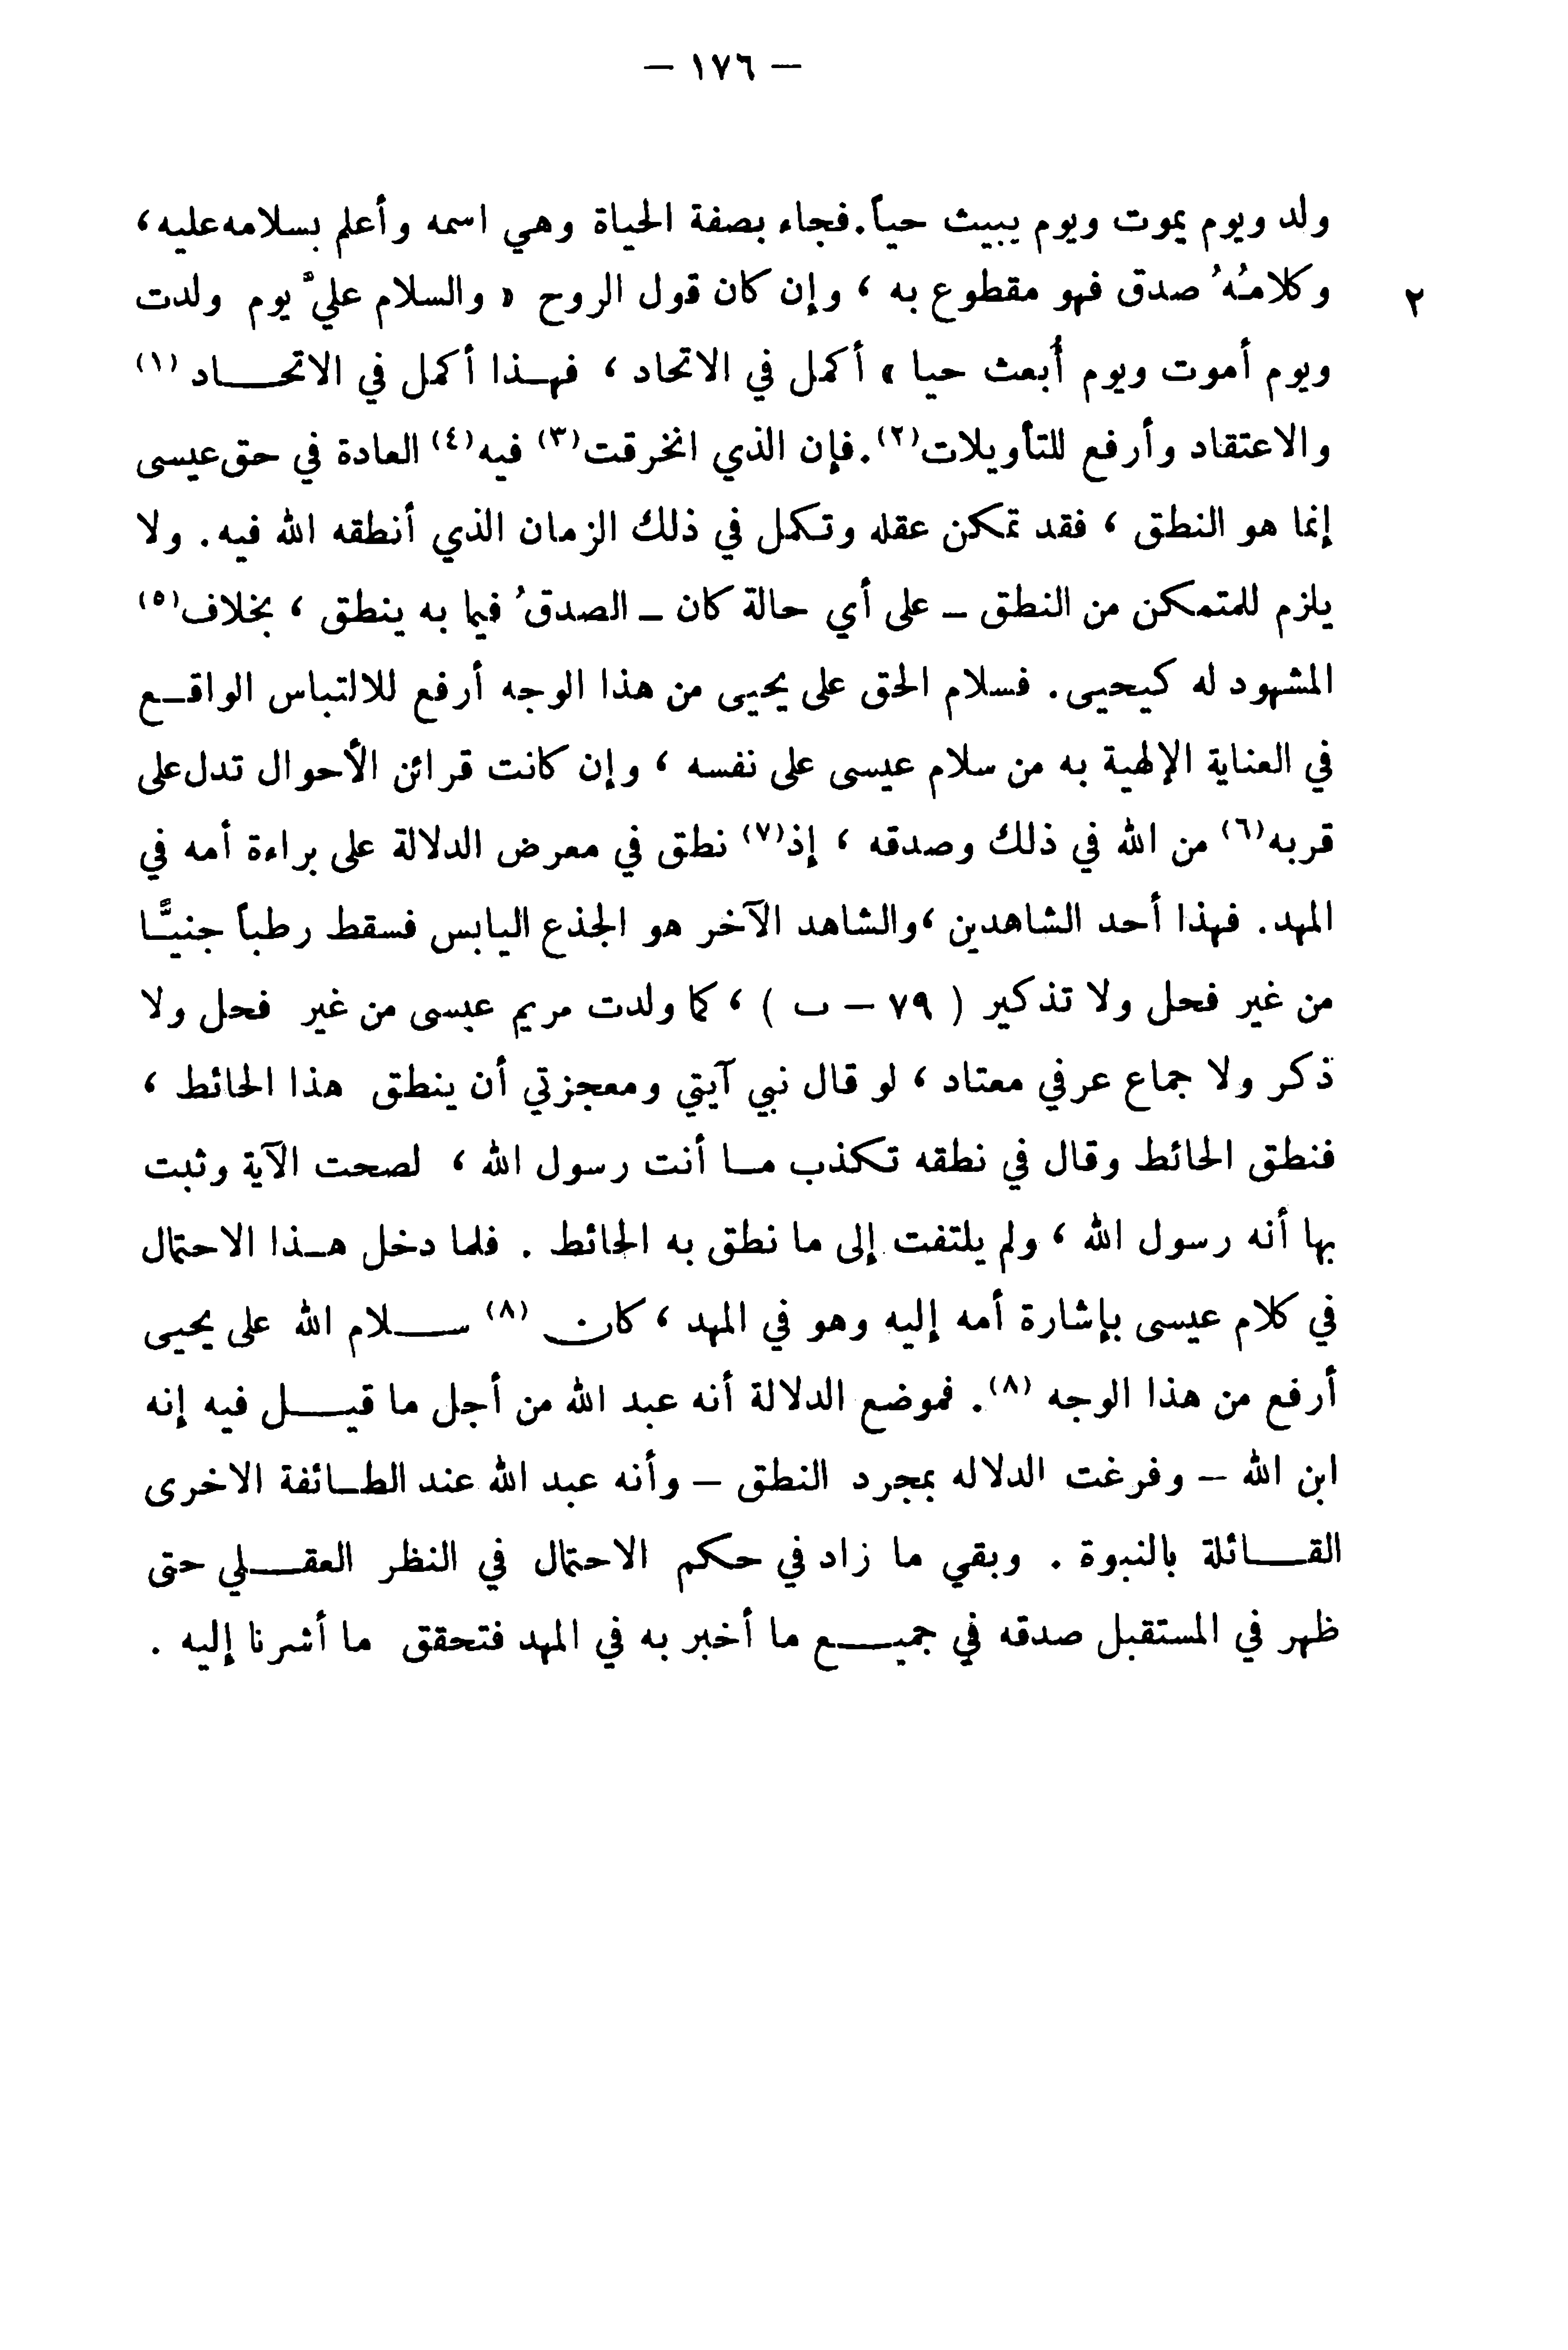 — ١٧٦ —
ولد ويوم يموت ويوم يبيث حياً. فجاء بصفة الحياة وهي اسمه وأعلم بسلامه عليه،
٢ وكلامُهُ صدق فهو مقطوع به ، وإن كان قول الروح « والسلام عليَّ يوم ولدت
ويوم أموت ويوم أُبعث حيا » أكمل في الاتحاد ، فهذا أكمل في الاتحاد (١)
والاعتقاد وأرفع للتأويلات(٢). فإن الذي انخرقت(٣) فيه(٤) العادة في حق عيسى
إنما هو النطق ، فقد تمكن عقله وتكمل في ذلك الزمان الذي أنطقه الله فيه. ولا
يلزم للمتمكن من النطق – على أي حالة كان – الصدقُ فيما به ينطق ، بخلاف(٥)
المشهود له كيحيى. فسلام الحق على يحيى من هذا الوجه أرفع للالتباس الواقع
في العناية الإلهية به من سلام عيسى على نفسه ، وإن كانت قرائن الأحوال تدل على
قربه(٦) من الله في ذلك وصدقه ، إذ(٧) نطق في معرض الدلالة على براءة أمه في
المهد. فهذا أحد الشاهدين ،والشاهد الآخر هو الجذع اليابس فسقط رطباً جنيًّا
من غير فحل ولا تذكير ( ٧٩ – ب ) ، كما ولدت مريم عيسى من غير فحل ولا
ذكر ولا جماع عرفي معتاد ، لو قال نبي آيتي ومعجزتي أن ينطق هذا الحائط ،
فنطق الحائط وقال في نطقه تكذب ما أنت رسول الله ، لصحت الآية وثبت
بها أنه رسول الله ، ولم يلتفت إلى ما نطق به الحائط . فلما دخل هذا الاحتمال
في كلام عيسى بإشارة أمه إليه وهو في المهد ، كان (٨) سلام الله على يحيى
أرفع من هذا الوجه (٨). فموضع الدلالة أنه عبد الله من أجل ما قيل فيه إنه
ابن الله – وفرغت الدلاله بمجرد النطق – وأنه عبد الله عند الطائفة الاخرى
القائلة بالنبوة . وبقي ما زاد في حكم الاحتمال في النظر العقلي حتى
ظهر في المستقبل صدقه في جميع ما أخبر به في المهد فتحقق ما أشرنا إليه .